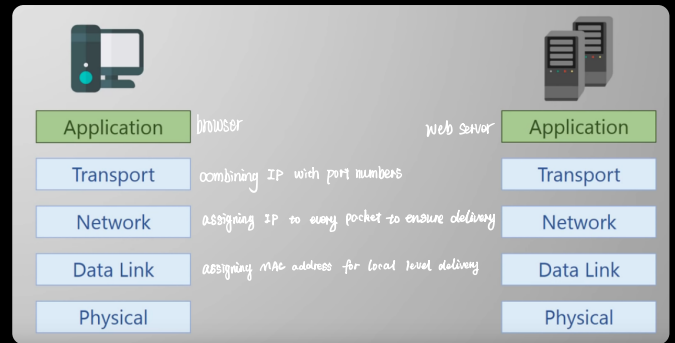 Application browser web server Application
Transport combining IP with port numbers Transport
Network assigning IP to every packet to ensure delivery Network
Data Link assigning MAC address for local level delivery Data Link
Physical Physical